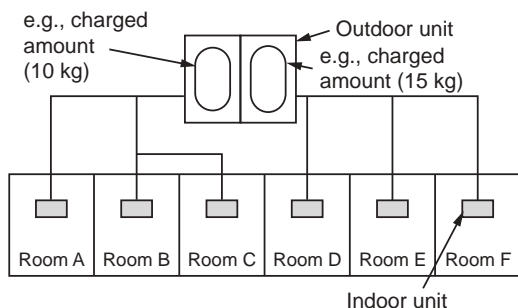 e.g., charged
amount
(10 kg)
Outdoor unit
e.g., charged
amount (15 kg)
Room A
Room B
Room C
Room D
Room E
Room F
Indoor unit